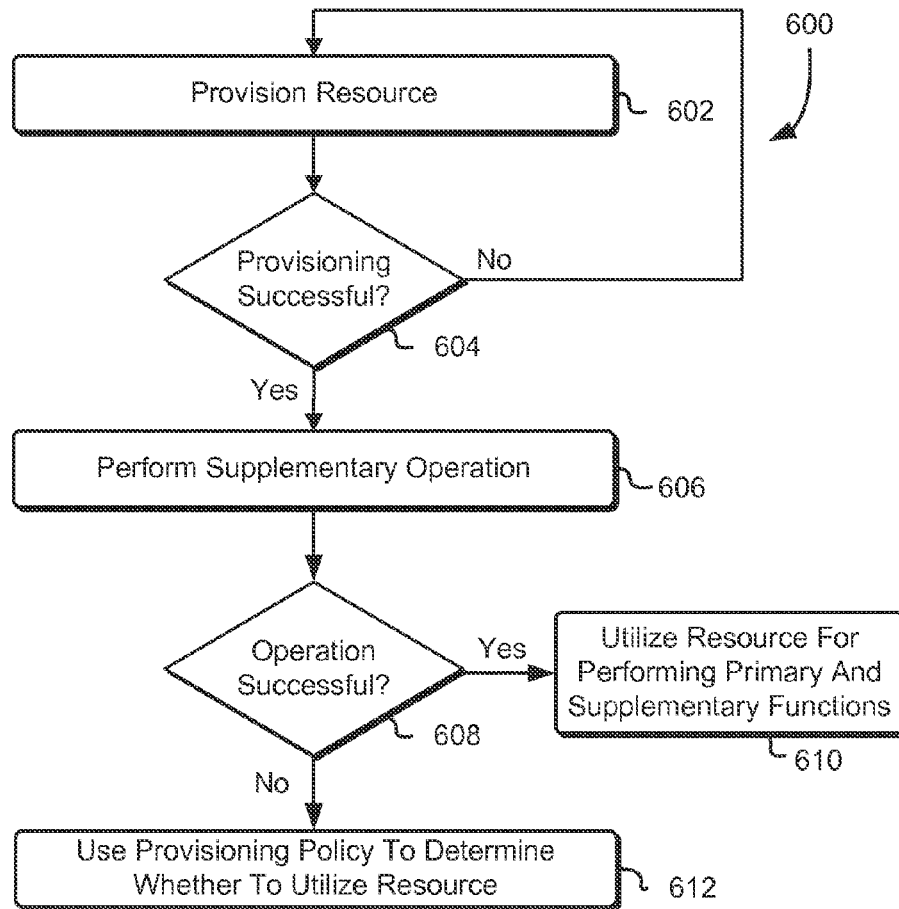 600
Provision Resource
602
Provisioning
Successful?
No
604
Yes
Perform Supplementary Operation
606
Operation
Successful?
Yes
608
Utilize Resource For
Performing Primary And
Supplementary Functions
610
No
Use Provisioning Policy To Determine
Whether To Utilize Resource
612